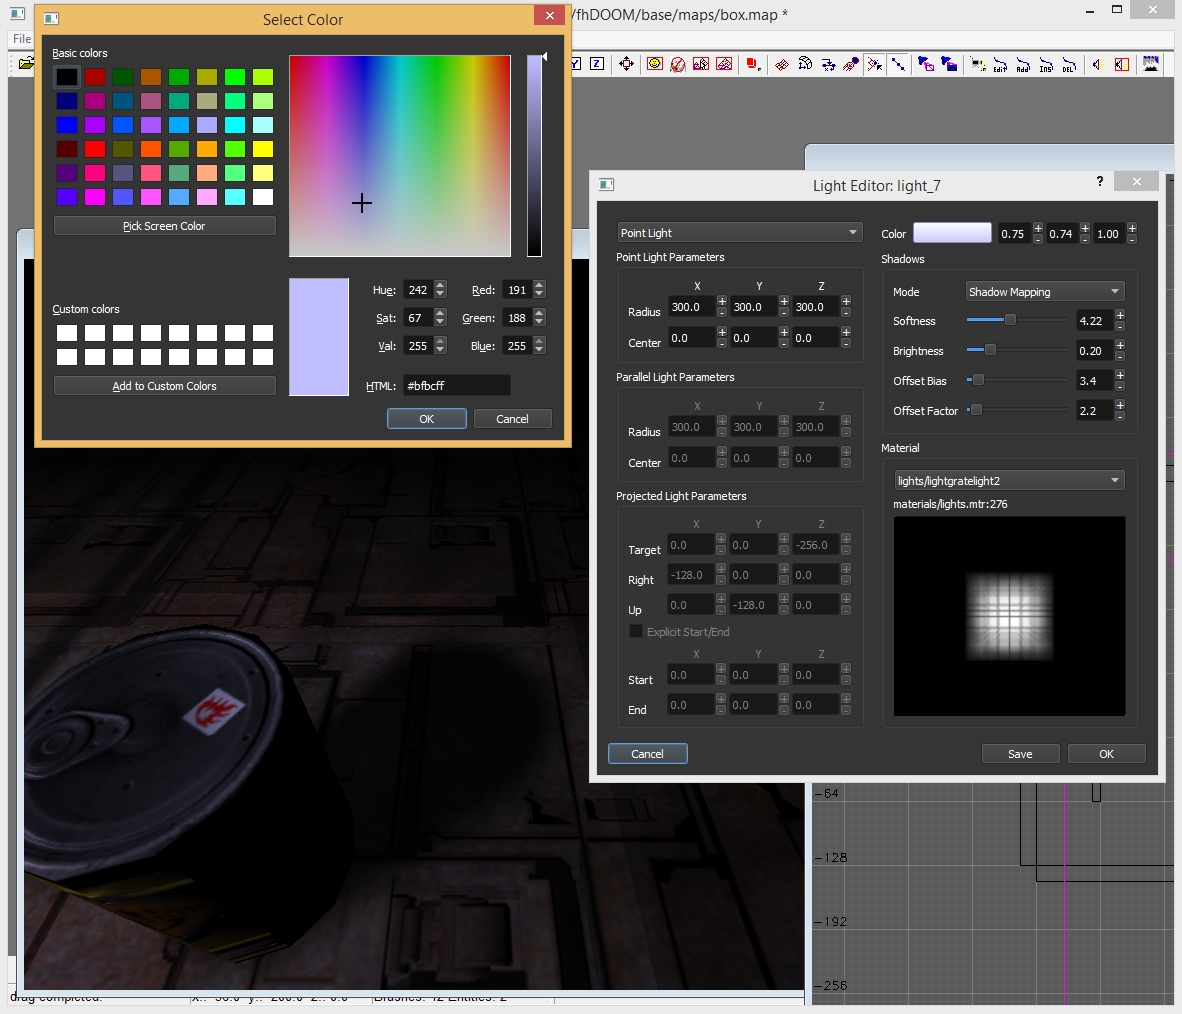 Select Color
/fhDOOM/base/maps/box.map *
File
Basic colors
Pick Screen Color
Custom colors
Add to Custom Colors
Hue: 242 Red: 191
Sat: 67 Green: 188
Val: 255 Blue: 255
HTML: #bfbcff
OK Cancel
Y Z
Edit Add Ins DEL
Light Editor: light_7
?
Point Light
Point Light Parameters
X Y Z
Radius 300.0 300.0 300.0
Center 0.0 0.0 0.0
Parallel Light Parameters
X Y Z
Radius 300.0 300.0 300.0
Center 0.0 0.0 0.0
Projected Light Parameters
X Y Z
Target 0.0 0.0 -256.0
Right -128.0 0.0 0.0
Up 0.0 -128.0 0.0
Explicit Start/End
X Y Z
Start 0.0 0.0 0.0
End 0.0 0.0 0.0
Cancel
Color 0.75 0.74 1.00
Shadows
Mode Shadow Mapping
Softness 4.22
Brightness 0.20
Offset Bias 3.4
Offset Factor 2.2
Material
lights/lightgratelight2
materials/lights.mtr:276
Save OK
-64
-128
-192
-256
drag completed.
Brushes: 12 Entities: 2